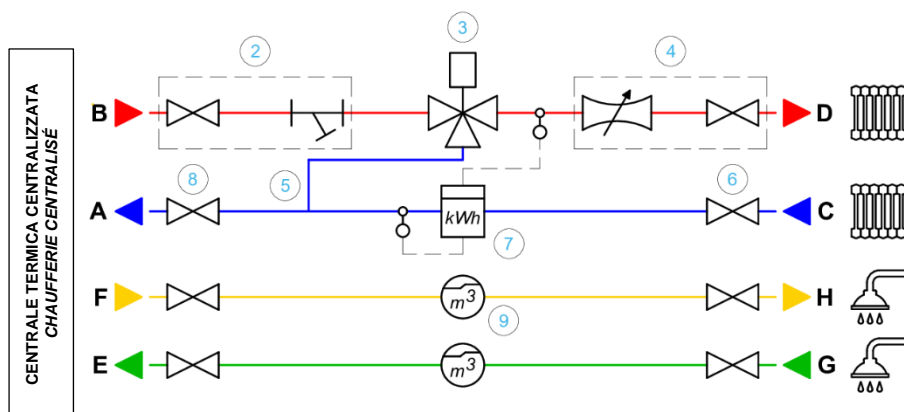 CENTRALE TERMICA CENTRALIZZATA
CHAUFFERIE CENTRALISÉ
3
2
4
B
D
8
5
6
A
kWh
C
7
F
m³
H
9
E
m³
G